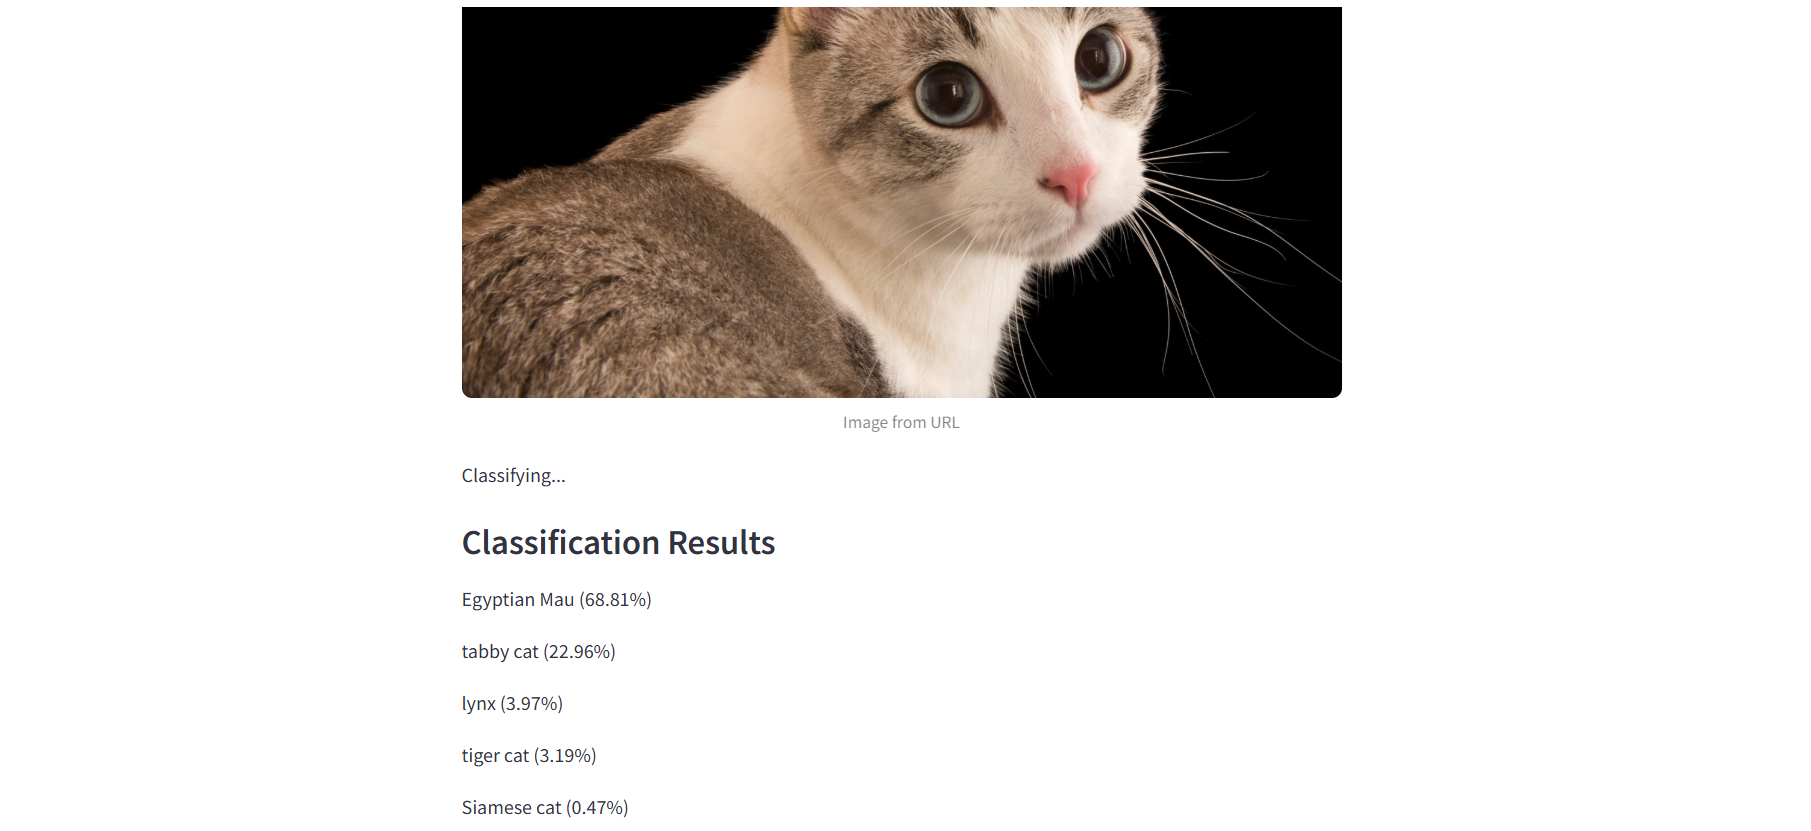 Image from URL
Classifying...
Classification Results
Egyptian Mau (68.81%)
tabby cat (22.96%)
lynx (3.97%)
tiger cat (3.19%)
Siamese cat (0.47%)